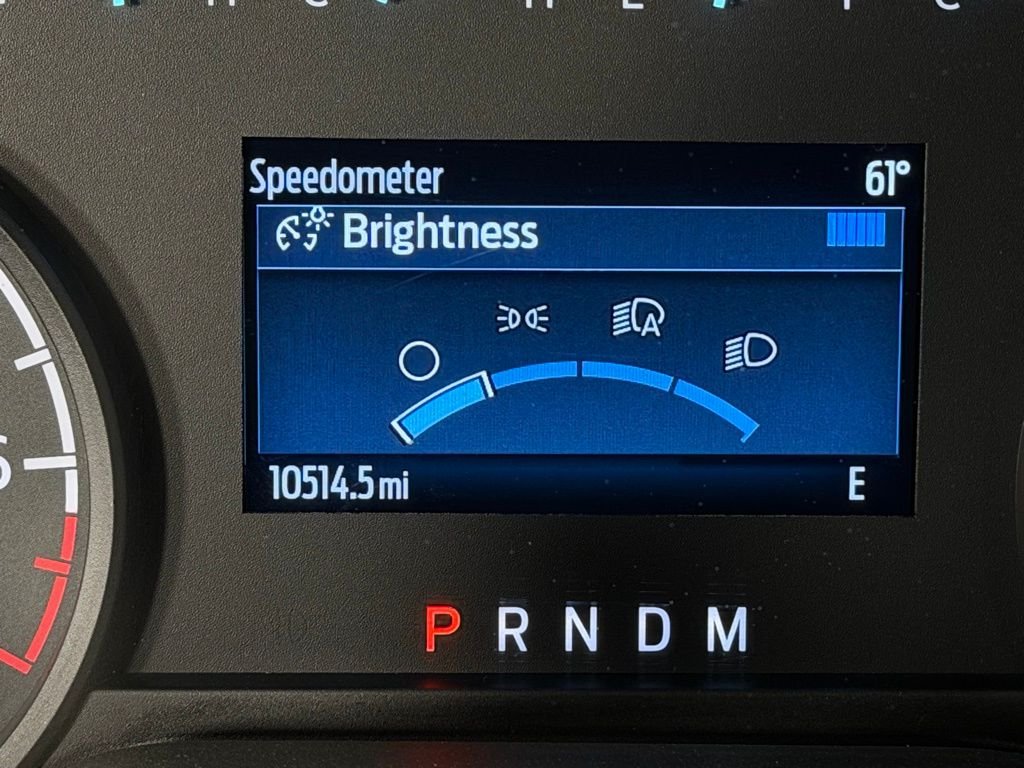 Speedometer 61°
Brightness
A
10514.5 mi E
P R N D M